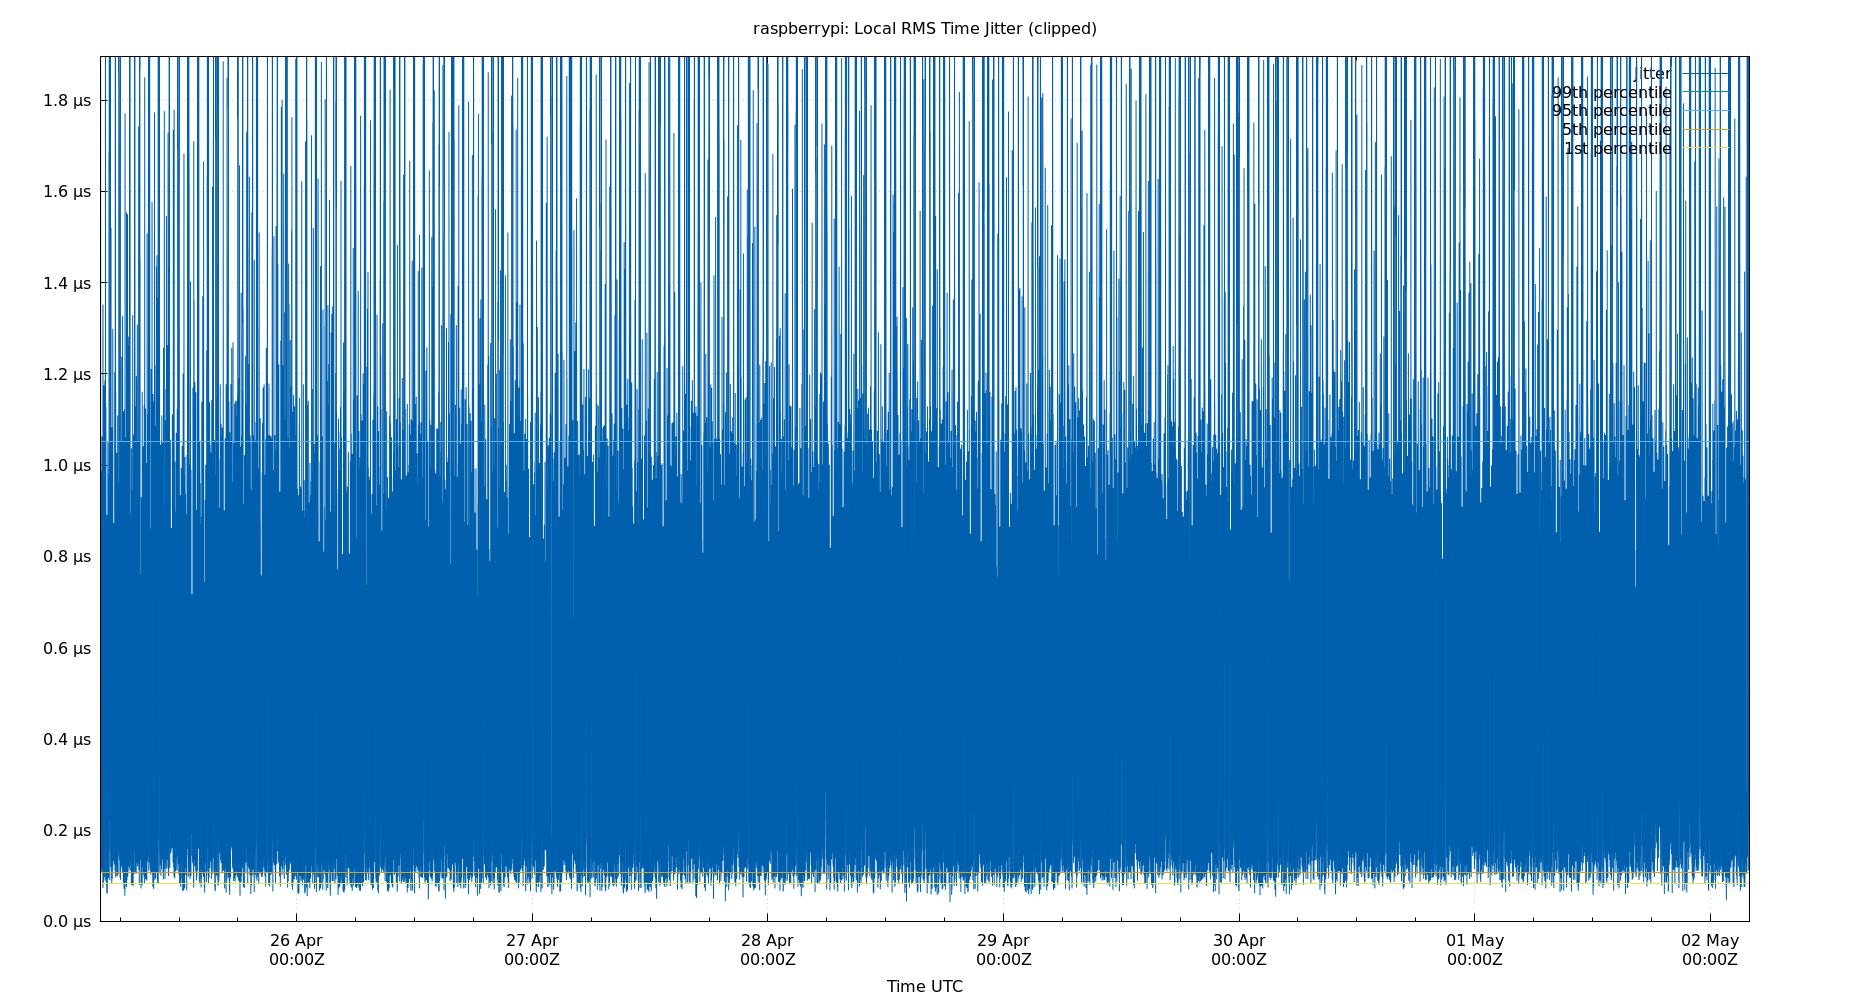 raspberrypi: Local RMS Time Jitter (clipped)
jitter
99th percentile
95th percentile
5th percentile
1st percentile
1.8 µs
1.6 µs
1.4 µs
1.2 µs
1.0 µs
0.8 µs
0.6 µs
0.4 µs
0.2 µs
0.0 µs
26 Apr 27 Apr 28 Apr 29 Apr 30 Apr 01 May 02 May
00:00Z 00:00Z 00:00Z 00:00Z 00:00Z 00:00Z 00:00Z
Time UTC